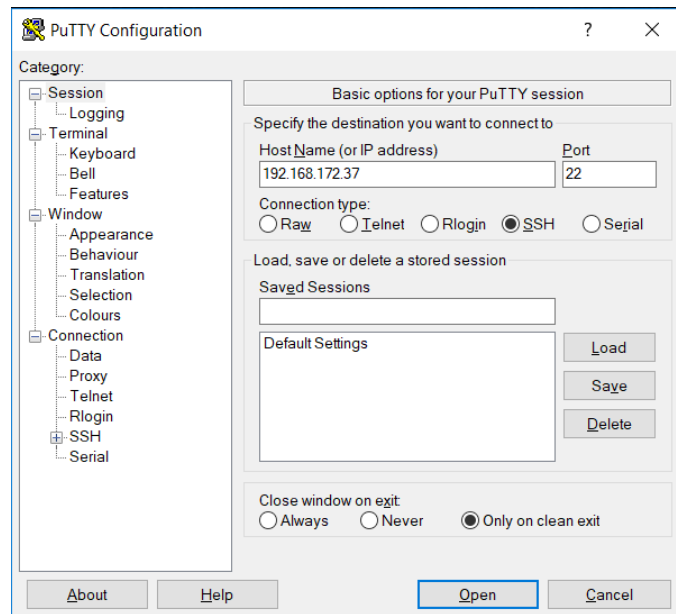 PuTTY Configuration
?
Category:
Session
Logging
Terminal
Keyboard
Bell
Features
Window
Appearance
Behaviour
Translation
Selection
Colours
Connection
Data
Proxy
Telnet
Rlogin
SSH
Serial
Basic options for your PuTTY session
Specify the destination you want to connect to
Host Name (or IP address) Port
192.168.172.37 22
Connection type:
Raw Telnet Rlogin SSH Serial
Load, save or delete a stored session
Saved Sessions
Default Settings
Load
Save
Delete
Close window on exit:
Always Never Only on clean exit
About Help Open Cancel